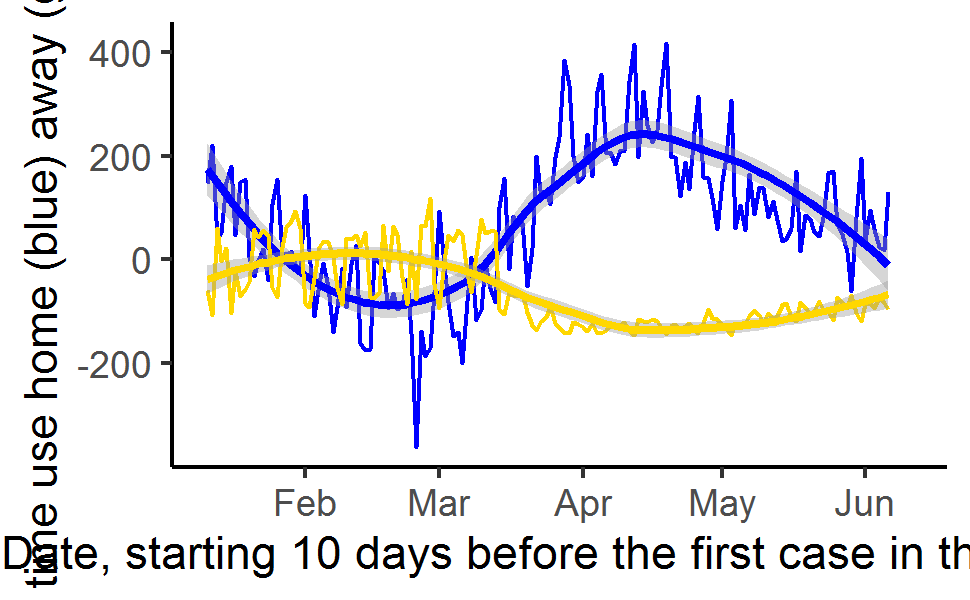 time use home (blue) away (
400
200
0
-200
Feb Mar Apr May Jun
Date, starting 10 days before the first case in th